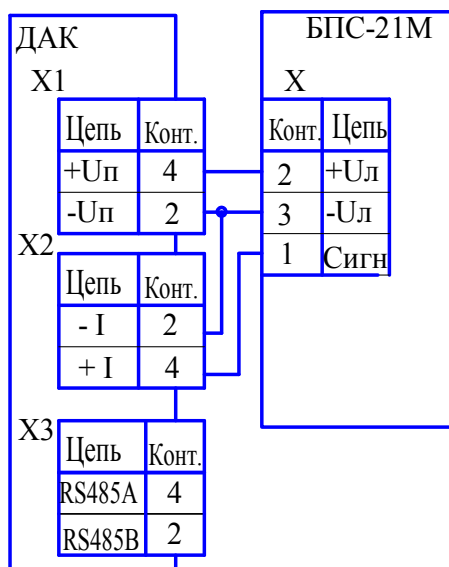 ДАК
X1
Цепь Конт.
+Uп 4
-Uп 2
X2
Цепь Конт.
- I 2
+ I 4
X3
Цепь Конт.
RS485A 4
RS485B 2
БПС-21М
X
Конт. Цепь
2 +Uл
3 -Uл
1 Сигн